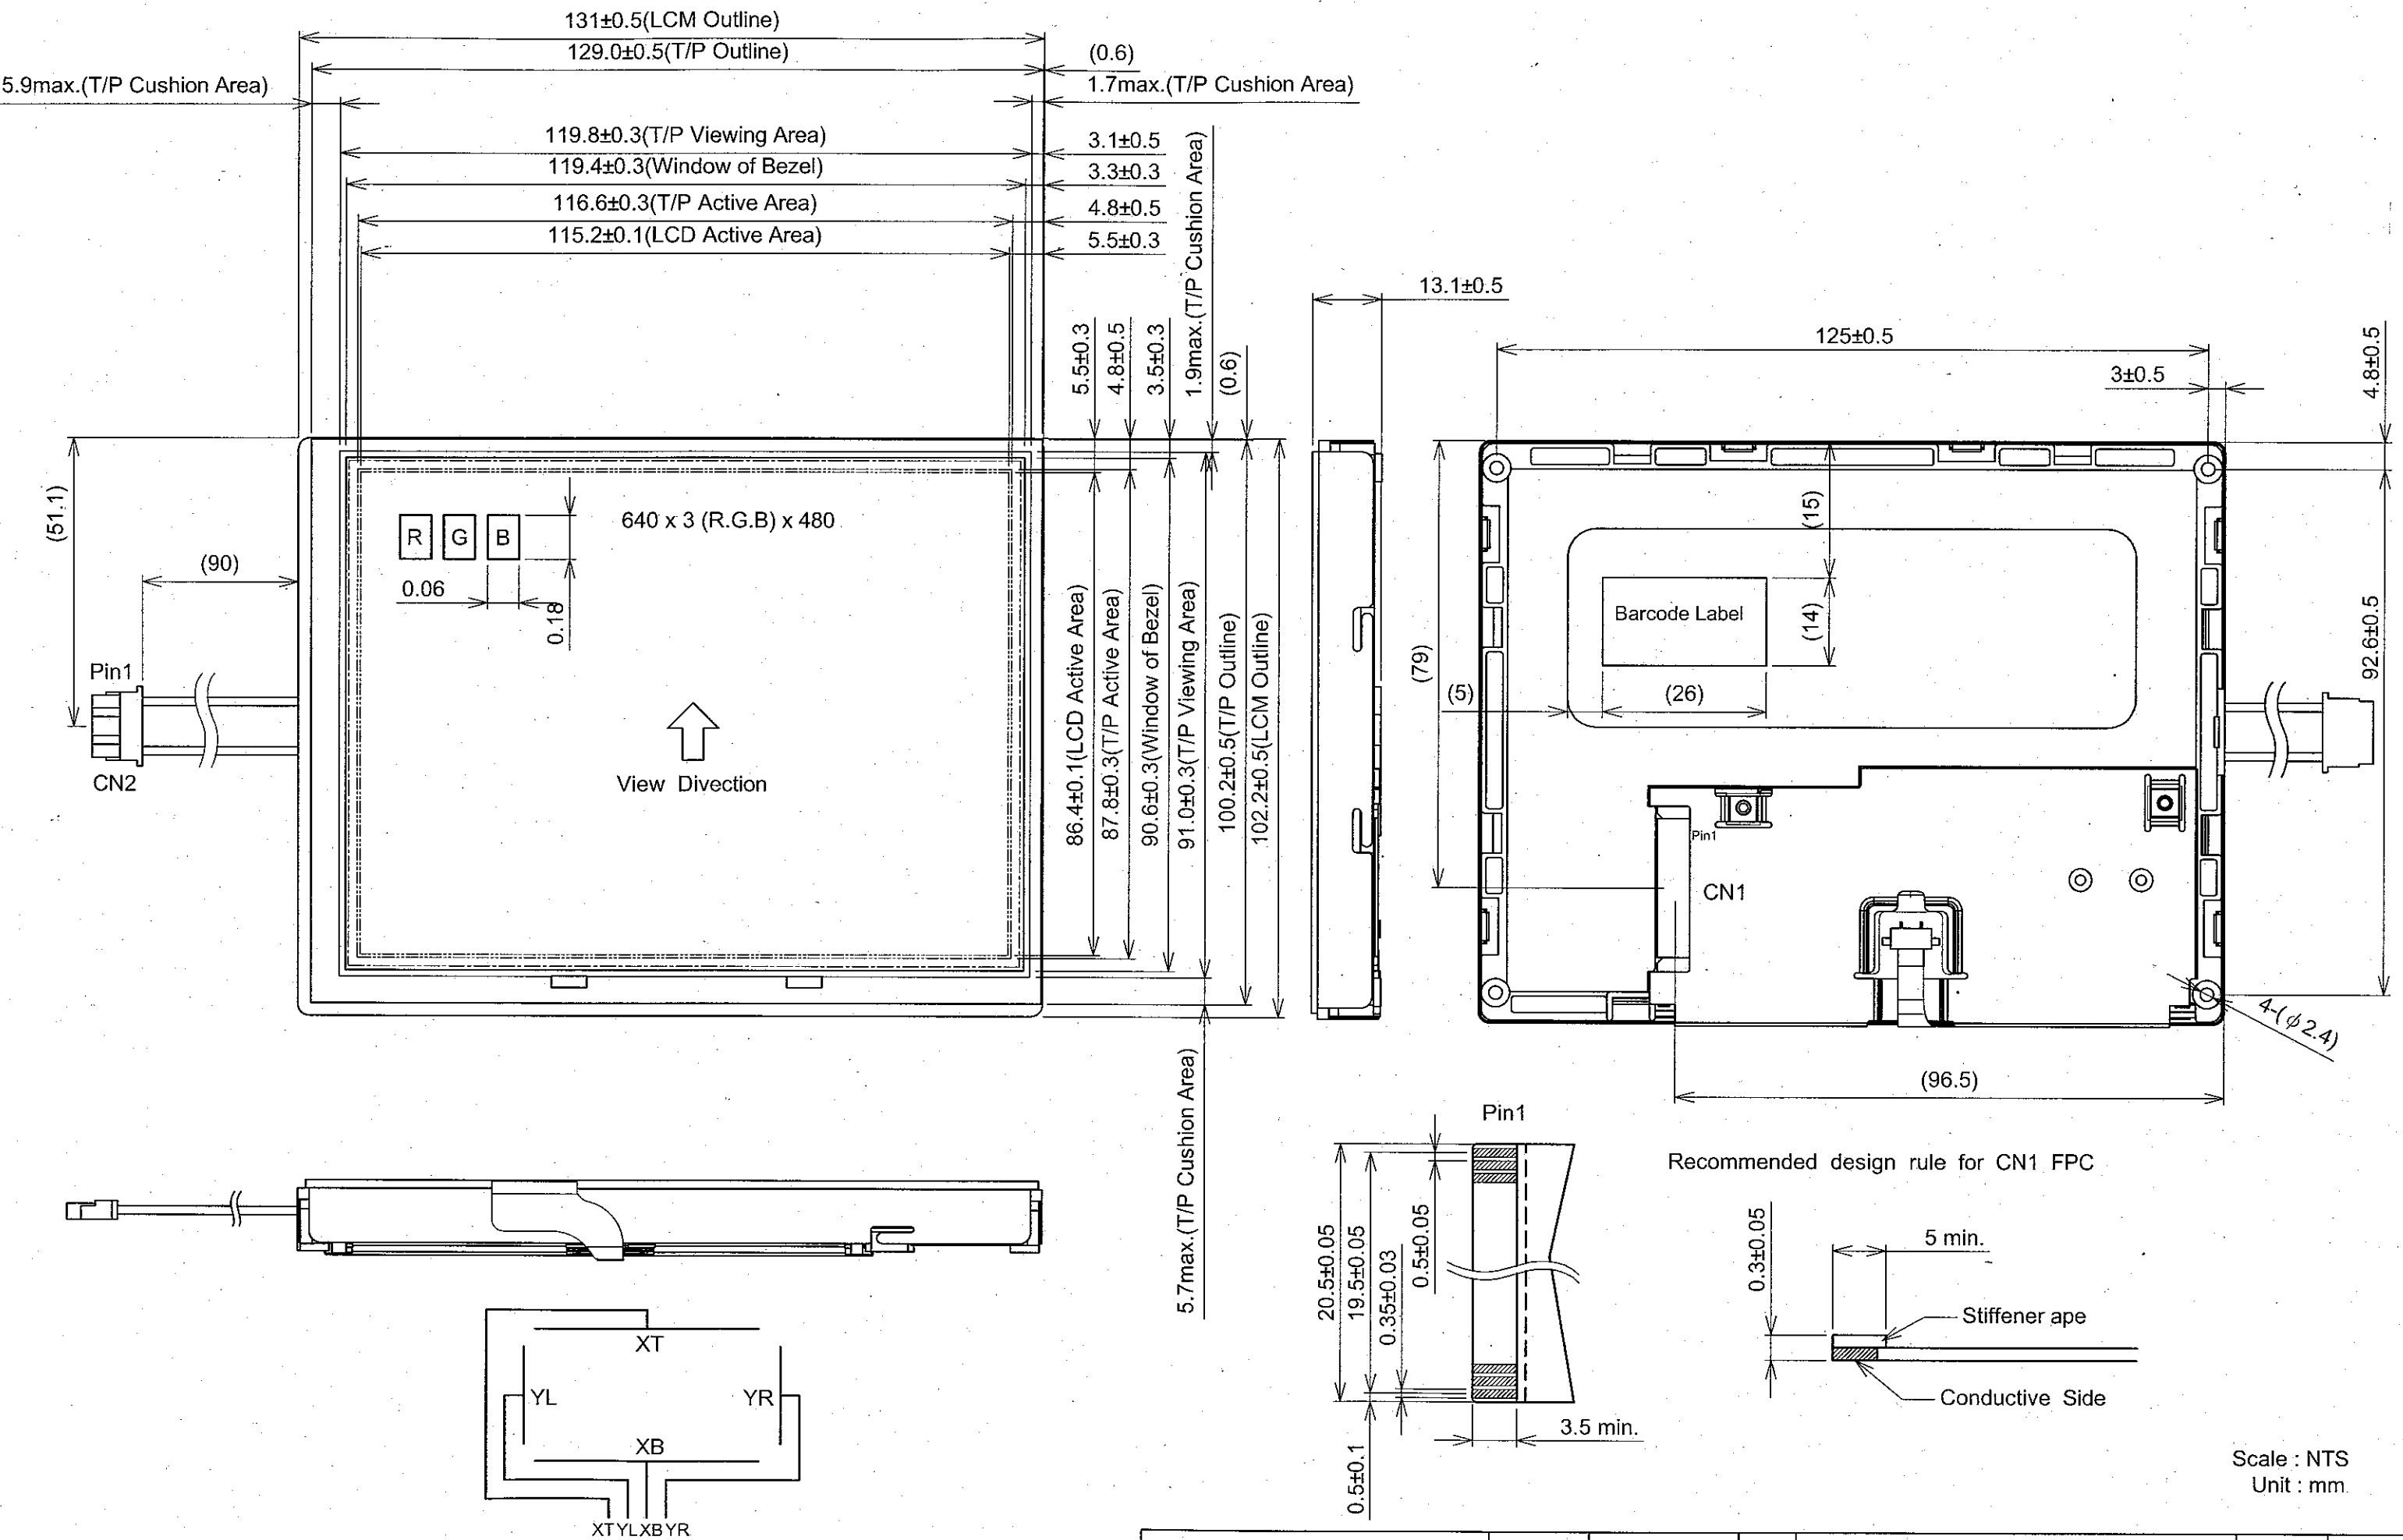 131±0.5(LCM Outline)
129.0±0.5(T/P Outline)
(0.6)
5.9max.(T/P Cushion Area)
1.7max.(T/P Cushion Area)
119.8±0.3(T/P Viewing Area)
3.1±0.5
119.4±0.3(Window of Bezel)
3.3±0.3
116.6±0.3(T/P Active Area)
4.8±0.5
115.2±0.1(LCD Active Area)
5.5±0.3
5.5±0.3
4.8±0.5
3.5±0.3
1.9max.(T/P Cushion Area)
(0.6)
13.1±0.5
125±0.5
3±0.5
4.8±0.5
(51.1)
(90)
R G B
640 x 3 (R.G.B) x 480
0.06
0.18
Pin1
CN2
View Divection
86.4±0.1(LCD Active Area)
87.8±0.3(T/P Active Area)
90.6±0.3(Window of Bezel)
91.0±0.3(T/P Viewing Area)
100.2±0.5(T/P Outline)
102.2±0.5(LCM Outline)
5.7max.(T/P Cushion Area)
(15)
Barcode Label
(14)
(79)
(5)
(26)
92.6±0.5
Pin1
CN1
4-(ϕ2.4)
(96.5)
Pin1
Recommended design rule for CN1 FPC
20.5±0.05
19.5±0.05
0.35±0.03
0.5±0.05
0.5±0.1
3.5 min.
0.3±0.05
5 min.
Stiffener ape
Conductive Side
XT
YL YR
XB
XT YL XB YR
Scale : NTS
Unit : mm